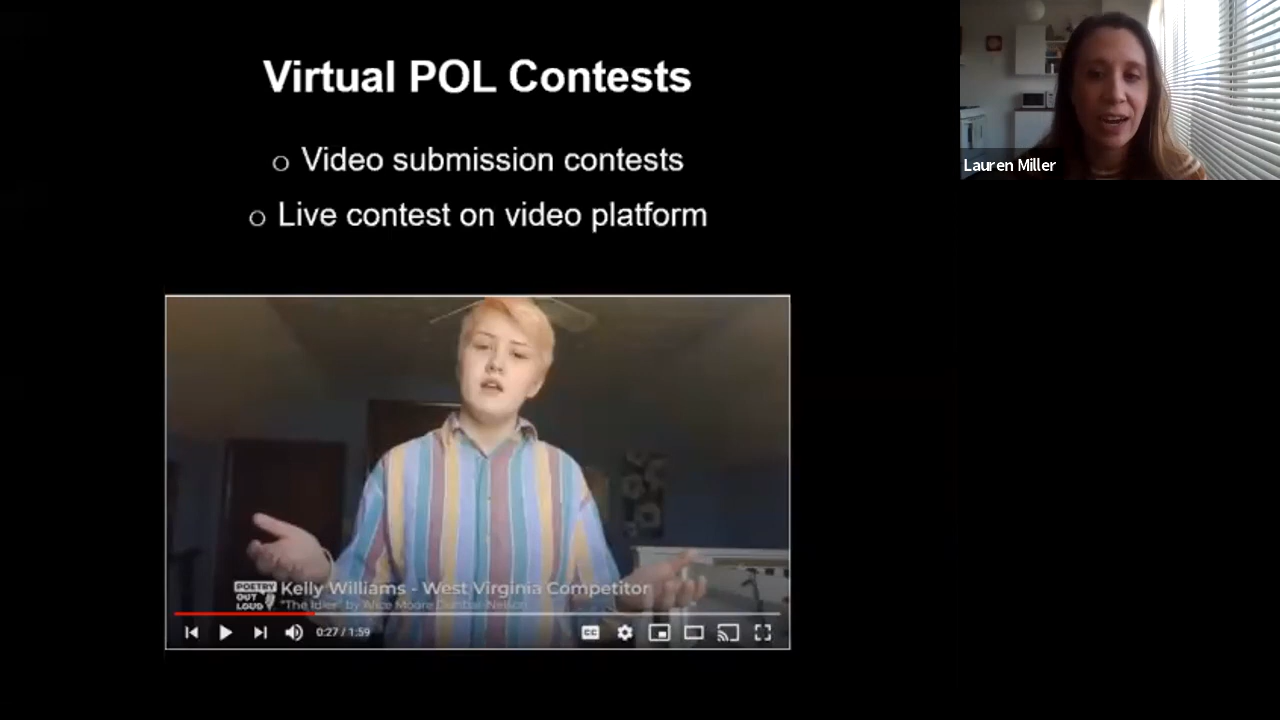 Virtual POL Contests
o Video submission contests
o Live contest on video platform
Lauren Miller
POETRY
OUT
LOUD
Kelly Williams - West Virginia Competitor
"The Idler" by Alice Moore Dunbar-Nelson
0:27 / 1:59
CC